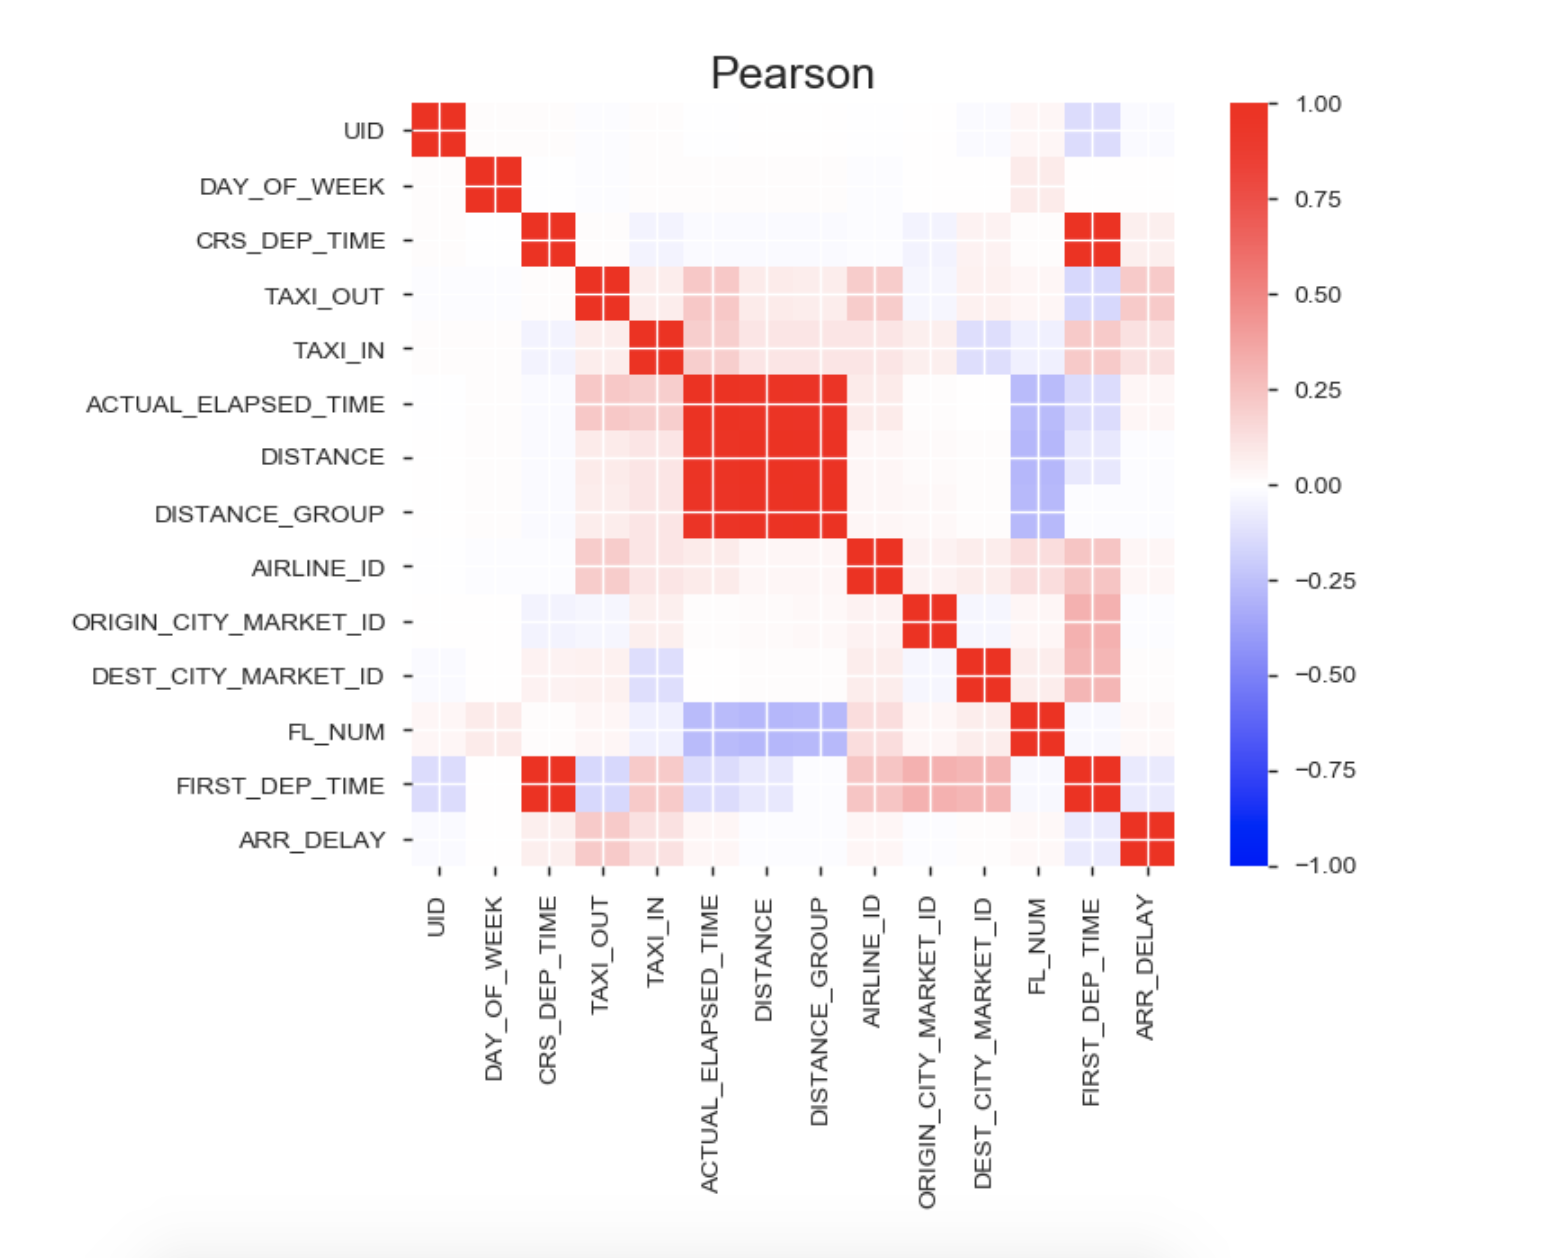 Pearson
UID
DAY_OF_WEEK
CRS_DEP_TIME
TAXI_OUT
TAXI_IN
ACTUAL_ELAPSED_TIME
DISTANCE
DISTANCE_GROUP
AIRLINE_ID
ORIGIN_CITY_MARKET_ID
DEST_CITY_MARKET_ID
FL_NUM
FIRST_DEP_TIME
ARR_DELAY
UID
DAY_OF_WEEK
CRS_DEP_TIME
TAXI_OUT
TAXI_IN
ACTUAL_ELAPSED_TIME
DISTANCE
DISTANCE_GROUP
AIRLINE_ID
ORIGIN_CITY_MARKET_ID
DEST_CITY_MARKET_ID
FL_NUM
FIRST_DEP_TIME
ARR_DELAY
1.00
0.75
0.50
0.25
0.00
−0.25
−0.50
−0.75
−1.00